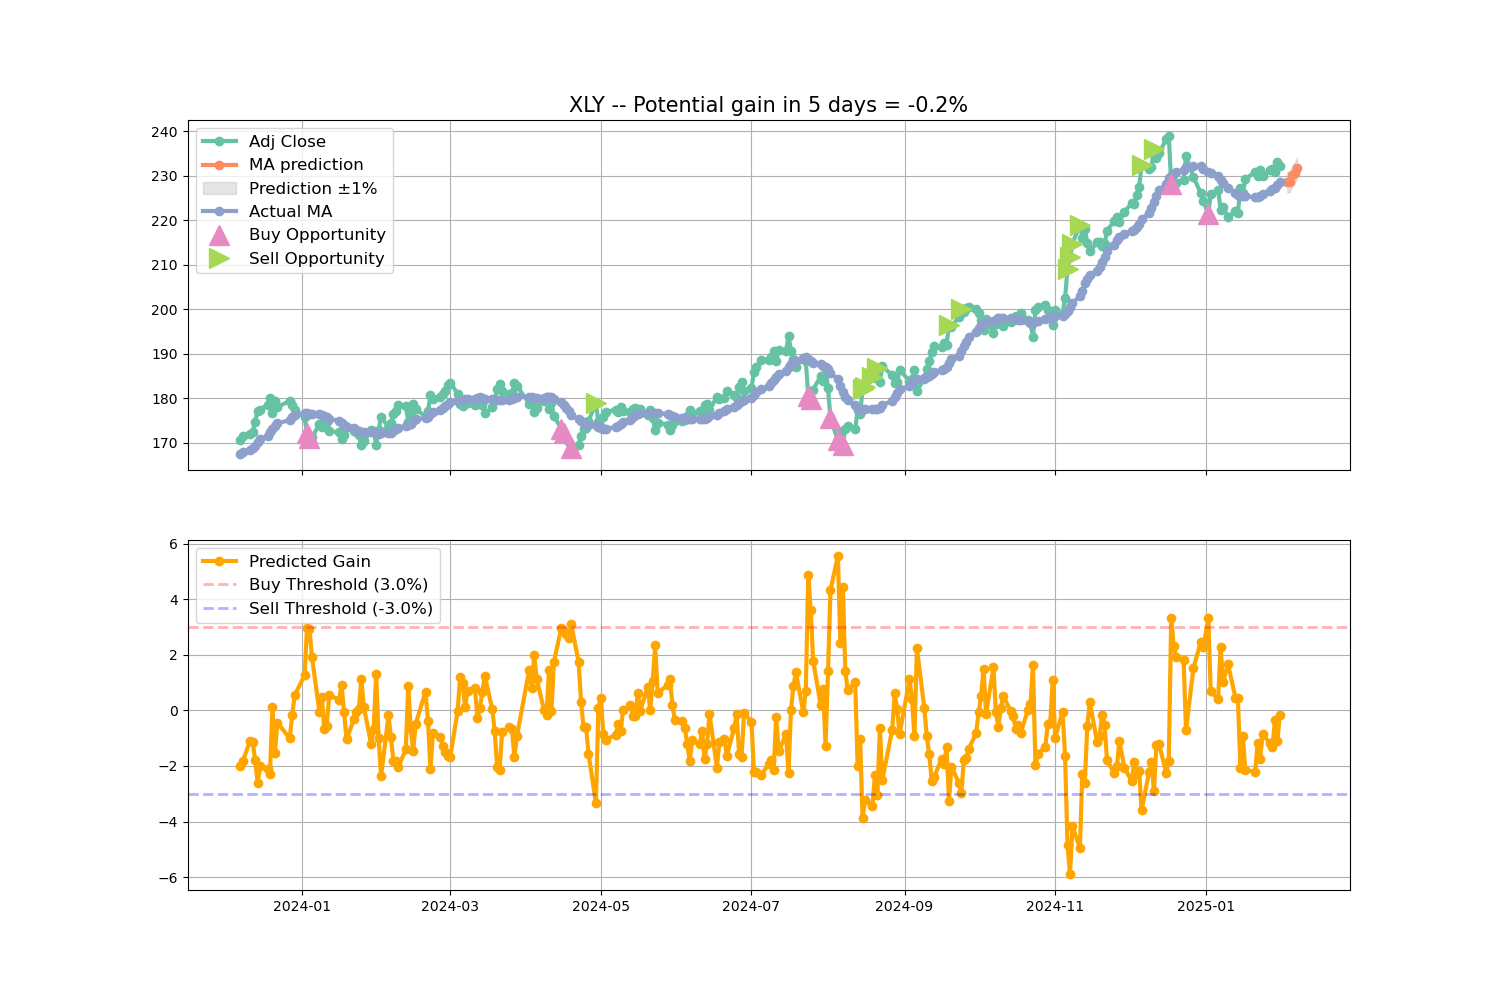 XLY -- Potential gain in 5 days = -0.2%
240
230
220
210
200
190
180
170
Adj Close
MA prediction
Prediction ±1%
Actual MA
Buy Opportunity
Sell Opportunity
6
4
2
0
−2
−4
−6
Predicted Gain
Buy Threshold (3.0%)
Sell Threshold (-3.0%)
2024-01
2024-03
2024-05
2024-07
2024-09
2024-11
2025-01